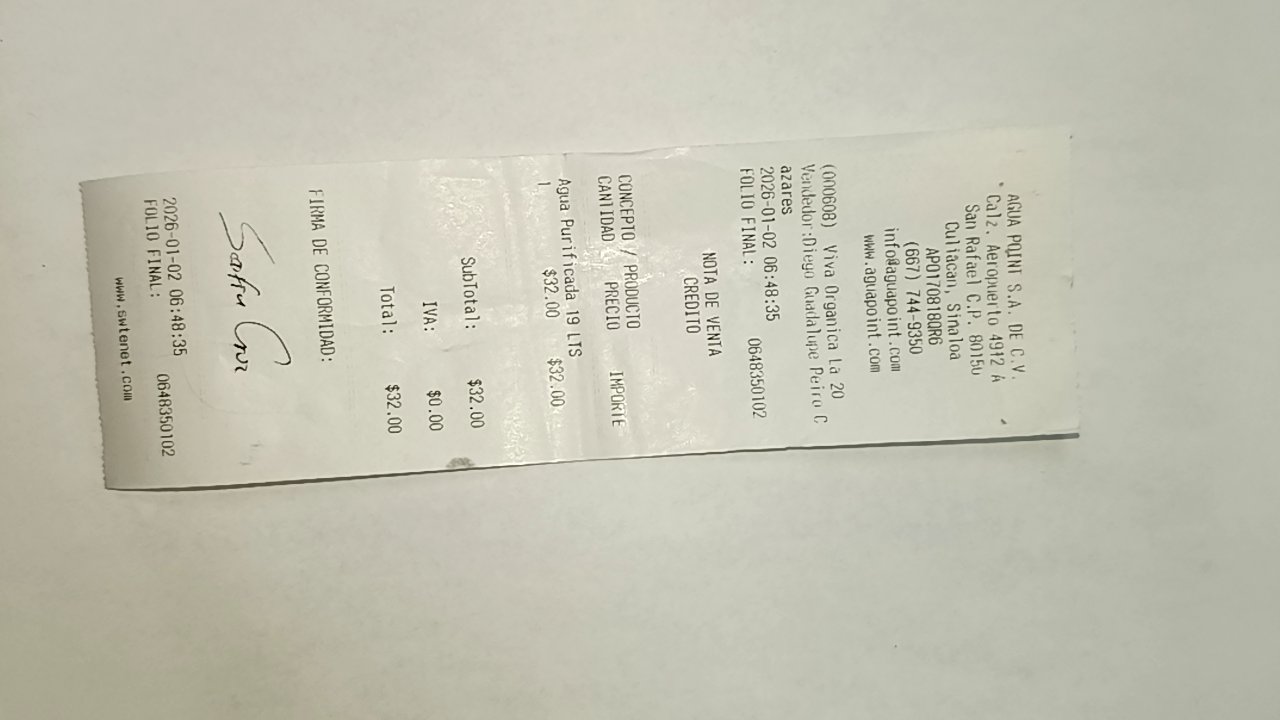 AGUA POINT S.A. DE C.V.
Calz. Aeropuerto 4912 A
San Rafael C.P. 80150
Culiacan, Sinaloa
APO170818QR6
(667) 744-9350
info@aguapoint.com
www.aguapoint.com
(000608) Viva Organica La 20
Vendedor:Diego Guadalupe Peiro C
azares
2026-01-02 06:48:35
FOLIO FINAL: 0648350102
NOTA DE VENTA
CREDITO
CONCEPTO / PRODUCTO
CANTIDAD PRECIO IMPORTE
Agua Purificada 19 LTS
1 $32.00 $32.00
SubTotal: $32.00
IVA: $0.00
Total: $32.00
FIRMA DE CONFORMIDAD:
2026-01-02 06:48:35
FOLIO FINAL: 0648350102
www.swtenet.com